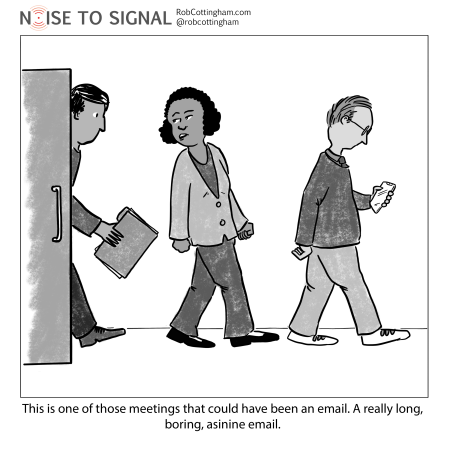 NOISE TO SIGNAL
RobCottingham.com
@robcottingham
This is one of those meetings that could have been an email. A really long,
boring, asinine email.